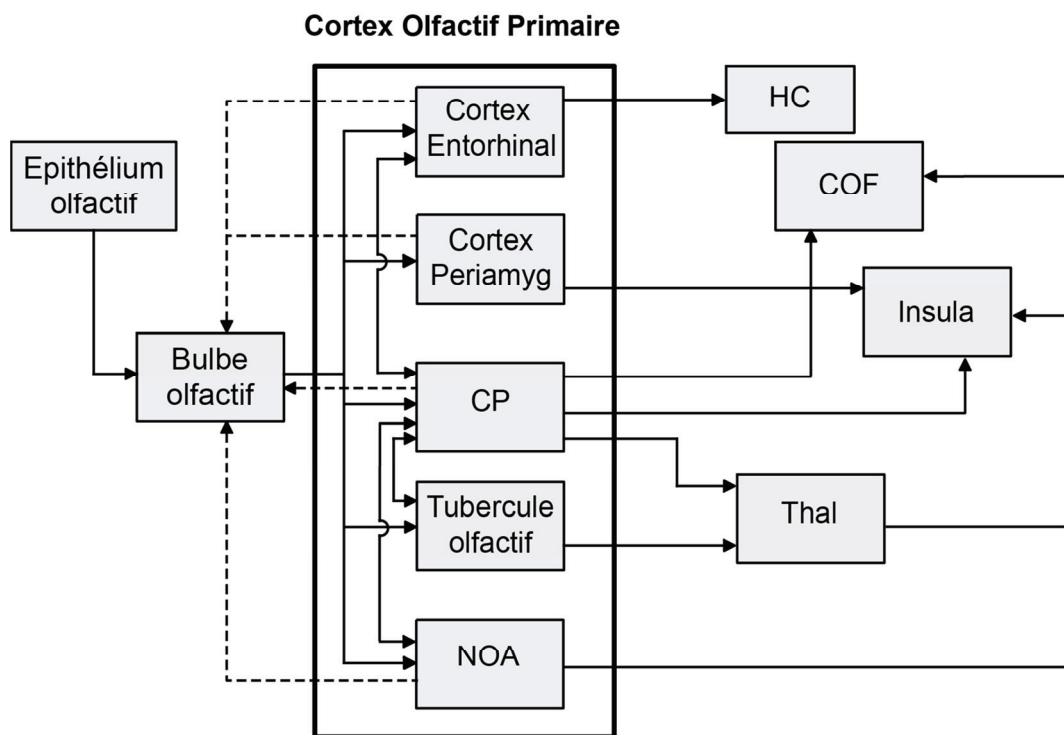 Cortex Olfactif Primaire
Cortex
Entorhinal
HC
Epithélium
olfactif
COF
Cortex
Periamyg
Insula
Bulbe
olfactif
CP
Tubercule
olfactif
Thal
NOA